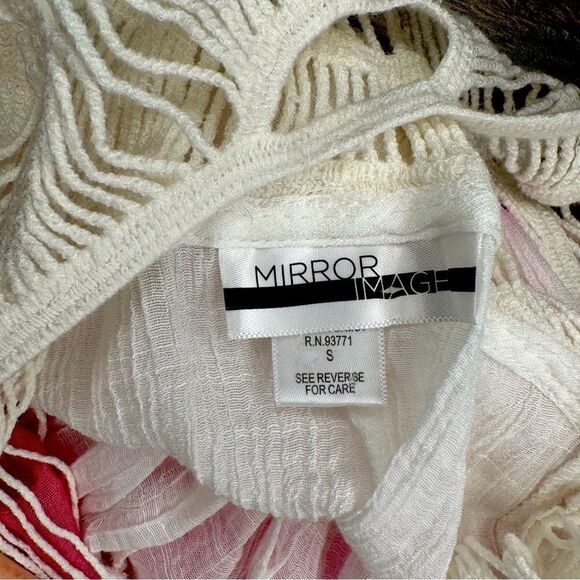 MIRROR
IMAGE
R.N.93771
S
SEE REVERSE
FOR CARE